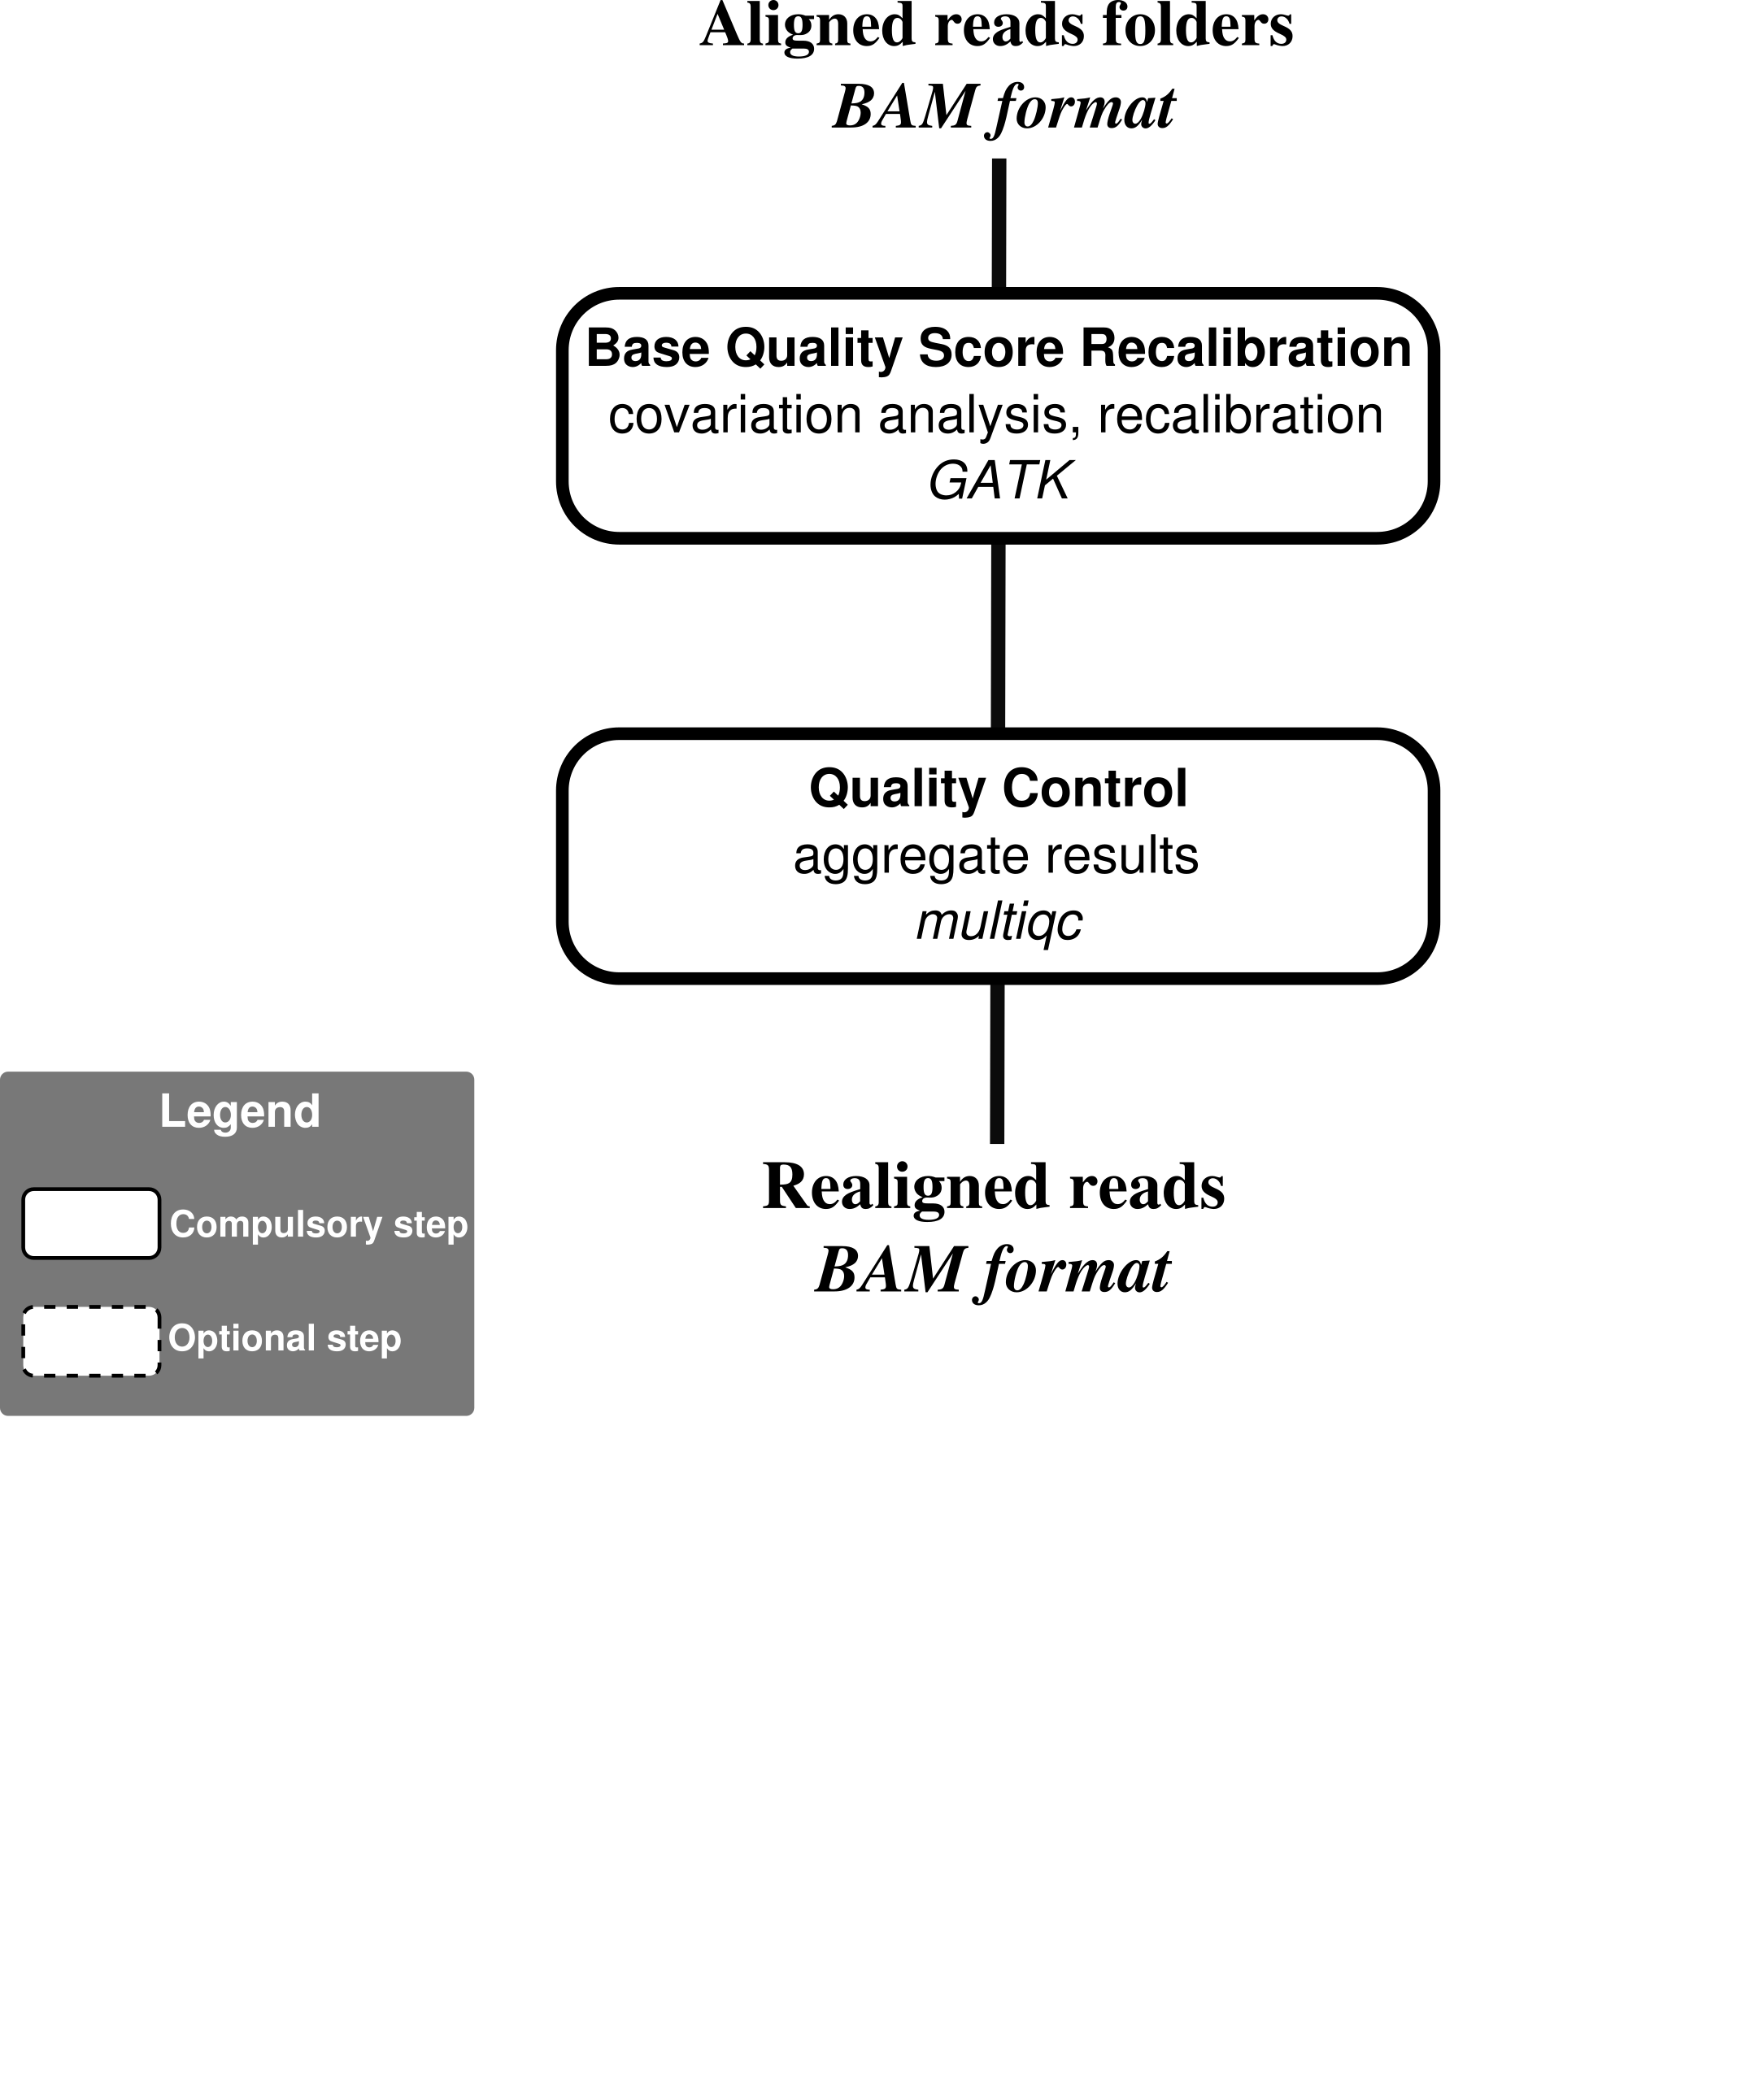 Aligned reads folders
BAM format
Base Quality Score Recalibration
covariation analysis, recalibration
GATK
Quality Control
aggregate results
multiqc
Realigned reads
BAM format
Legend
Compulsory step
Optional step